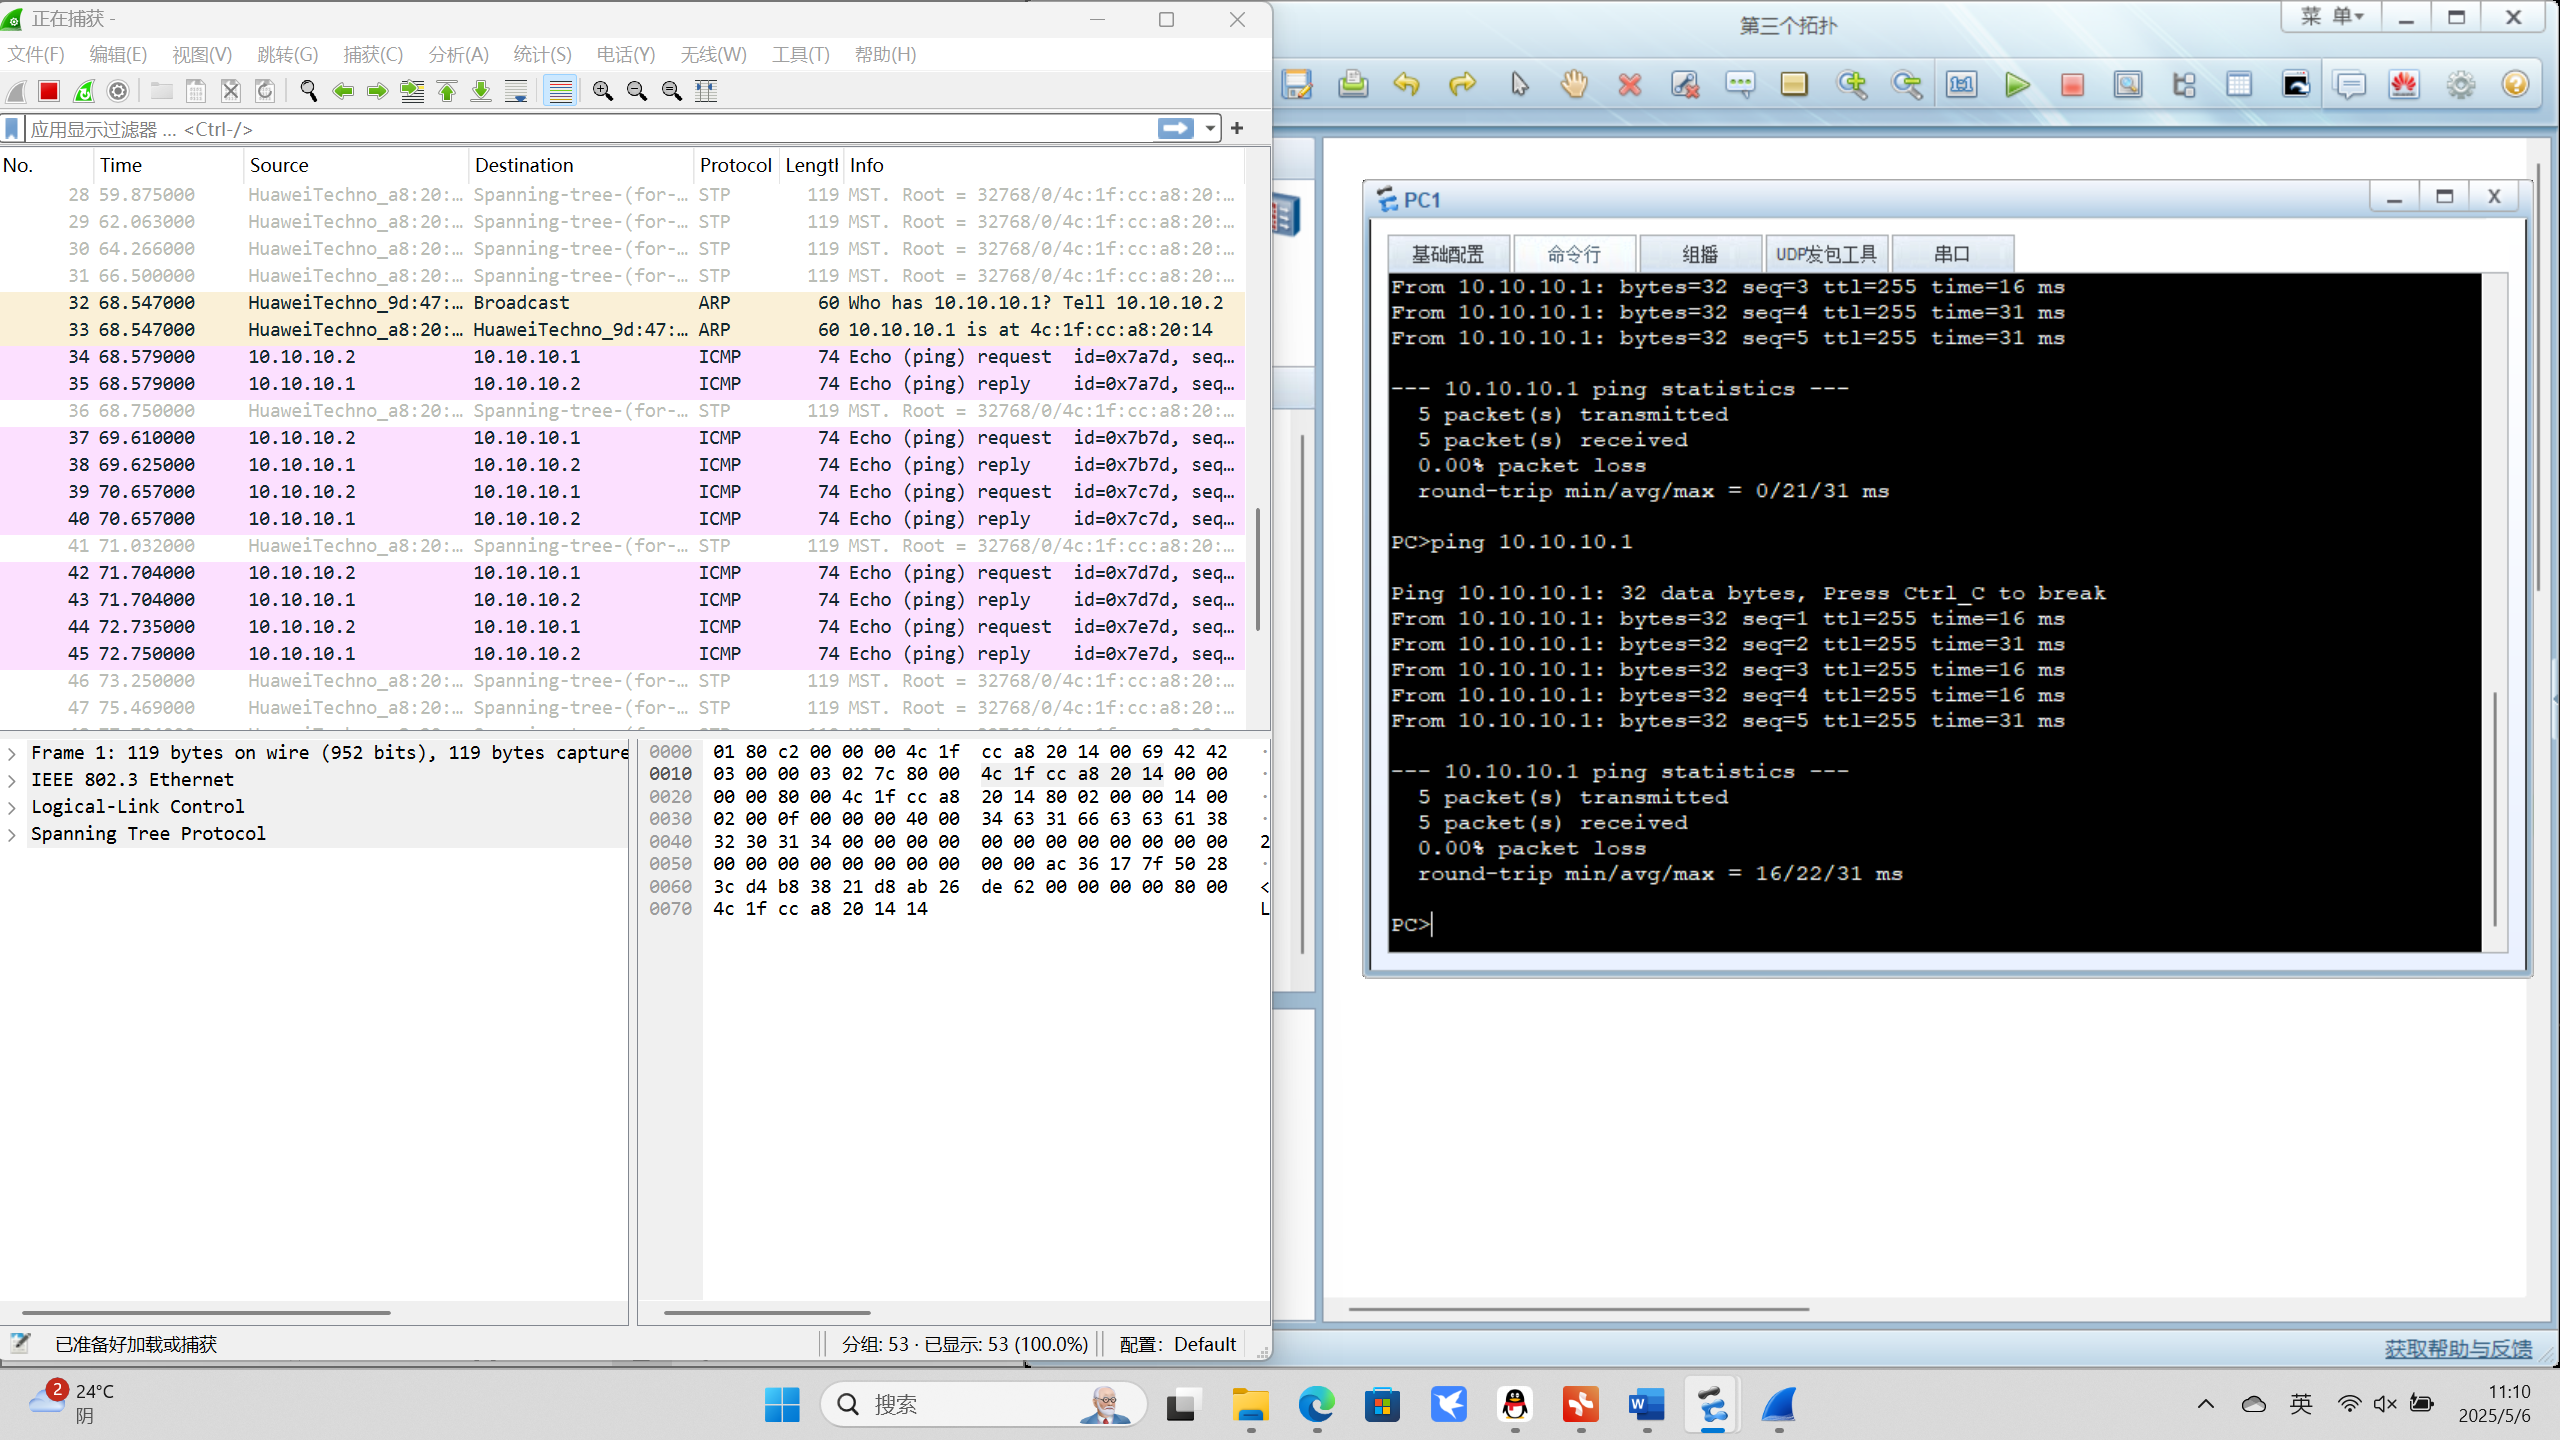 正在捕获 -
文件(F) 编辑(E) 视图(V) 跳转(G) 捕获(C) 分析(A) 统计(S) 电话(Y) 无线(W) 工具(T) 帮助(H)
应用显示过滤器 … <Ctrl-/>
No. Time Source Destination Protocol Length Info
28 59.875000 HuaweiTechno_a8:20:… Spanning-tree-(for-… STP 119 MST. Root = 32768/0/4c:1f:cc:a8:20:…
29 62.063000 HuaweiTechno_a8:20:… Spanning-tree-(for-… STP 119 MST. Root = 32768/0/4c:1f:cc:a8:20:…
30 64.266000 HuaweiTechno_a8:20:… Spanning-tree-(for-… STP 119 MST. Root = 32768/0/4c:1f:cc:a8:20:…
31 66.500000 HuaweiTechno_a8:20:… Spanning-tree-(for-… STP 119 MST. Root = 32768/0/4c:1f:cc:a8:20:…
32 68.547000 HuaweiTechno_9d:47:… Broadcast ARP 60 Who has 10.10.10.1? Tell 10.10.10.2
33 68.547000 HuaweiTechno_a8:20:… HuaweiTechno_9d:47:… ARP 60 10.10.10.1 is at 4c:1f:cc:a8:20:14
34 68.579000 10.10.10.2 10.10.10.1 ICMP 74 Echo (ping) request id=0x7a7d, seq…
35 68.579000 10.10.10.1 10.10.10.2 ICMP 74 Echo (ping) reply id=0x7a7d, seq…
36 68.750000 HuaweiTechno_a8:20:… Spanning-tree-(for-… STP 119 MST. Root = 32768/0/4c:1f:cc:a8:20:…
37 69.610000 10.10.10.2 10.10.10.1 ICMP 74 Echo (ping) request id=0x7b7d, seq…
38 69.625000 10.10.10.1 10.10.10.2 ICMP 74 Echo (ping) reply id=0x7b7d, seq…
39 70.657000 10.10.10.2 10.10.10.1 ICMP 74 Echo (ping) request id=0x7c7d, seq…
40 70.657000 10.10.10.1 10.10.10.2 ICMP 74 Echo (ping) reply id=0x7c7d, seq…
41 71.032000 HuaweiTechno_a8:20:… Spanning-tree-(for-… STP 119 MST. Root = 32768/0/4c:1f:cc:a8:20:…
42 71.704000 10.10.10.2 10.10.10.1 ICMP 74 Echo (ping) request id=0x7d7d, seq…
43 71.704000 10.10.10.1 10.10.10.2 ICMP 74 Echo (ping) reply id=0x7d7d, seq…
44 72.735000 10.10.10.2 10.10.10.1 ICMP 74 Echo (ping) request id=0x7e7d, seq…
45 72.750000 10.10.10.1 10.10.10.2 ICMP 74 Echo (ping) reply id=0x7e7d, seq…
46 73.250000 HuaweiTechno_a8:20:… Spanning-tree-(for-… STP 119 MST. Root = 32768/0/4c:1f:cc:a8:20:…
47 75.469000 HuaweiTechno_a8:20:… Spanning-tree-(for-… STP 119 MST. Root = 32768/0/4c:1f:cc:a8:20:…
Frame 1: 119 bytes on wire (952 bits), 119 bytes capture
IEEE 802.3 Ethernet
Logical-Link Control
Spanning Tree Protocol
0000 01 80 c2 00 00 00 4c 1f cc a8 20 14 00 69 42 42 ·
0010 03 00 00 03 02 7c 80 00 4c 1f cc a8 20 14 00 00 ·
0020 00 00 80 00 4c 1f cc a8 20 14 80 02 00 00 14 00 ·
0030 02 00 0f 00 00 00 40 00 34 63 31 66 63 63 61 38 ·
0040 32 30 31 34 00 00 00 00 00 00 00 00 00 00 00 00 2
0050 00 00 00 00 00 00 00 00 00 00 ac 36 17 7f 50 28 ·
0060 3c d4 b8 38 21 d8 ab 26 de 62 00 00 00 00 80 00 <
0070 4c 1f cc a8 20 14 14 L
已准备好加载或捕获
分组: 53 · 已显示: 53 (100.0%)
配置: Default
第三个拓扑
菜 单
1:1
PC1
基础配置 命令行 组播 UDP发包工具 串口
From 10.10.10.1: bytes=32 seq=3 ttl=255 time=16 ms
From 10.10.10.1: bytes=32 seq=4 ttl=255 time=31 ms
From 10.10.10.1: bytes=32 seq=5 ttl=255 time=31 ms
--- 10.10.10.1 ping statistics ---
5 packet(s) transmitted
5 packet(s) received
0.00% packet loss
round-trip min/avg/max = 0/21/31 ms
PC>ping 10.10.10.1
Ping 10.10.10.1: 32 data bytes, Press Ctrl_C to break
From 10.10.10.1: bytes=32 seq=1 ttl=255 time=16 ms
From 10.10.10.1: bytes=32 seq=2 ttl=255 time=31 ms
From 10.10.10.1: bytes=32 seq=3 ttl=255 time=16 ms
From 10.10.10.1: bytes=32 seq=4 ttl=255 time=16 ms
From 10.10.10.1: bytes=32 seq=5 ttl=255 time=31 ms
--- 10.10.10.1 ping statistics ---
5 packet(s) transmitted
5 packet(s) received
0.00% packet loss
round-trip min/avg/max = 16/22/31 ms
PC>
获取帮助与反馈
2
24°C
阴
搜索
英
11:10
2025/5/6